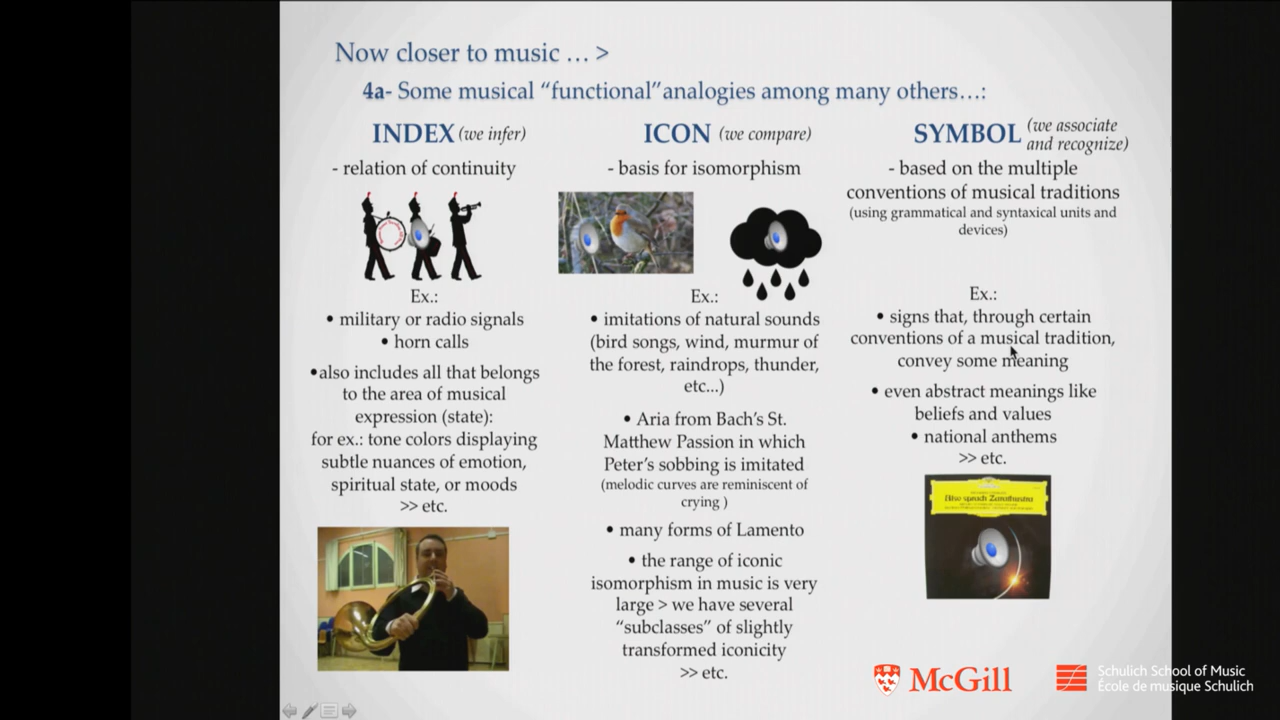 Now closer to music … >
4a- Some musical “functional”analogies among many others…:
INDEX (we infer)
- relation of continuity
Ex.:
• military or radio signals
• horn calls
•also includes all that belongs
to the area of musical
expression (state):
for ex.: tone colors displaying
subtle nuances of emotion,
spiritual state, or moods
>> etc.
ICON (we compare)
- basis for isomorphism
Ex.:
• imitations of natural sounds
(bird songs, wind, murmur of
the forest, raindrops, thunder,
etc...)
• Aria from Bach’s St.
Matthew Passion in which
Peter’s sobbing is imitated
(melodic curves are reminiscent of
crying )
• many forms of Lamento
• the range of iconic
isomorphism in music is very
large > we have several
“subclasses” of slightly
transformed iconicity
>> etc.
SYMBOL (we associate
and recognize)
- based on the multiple
conventions of musical traditions
(using grammatical and syntaxical units and
devices)
Ex.:
• signs that, through certain
conventions of a musical tradition,
convey some meaning
• even abstract meanings like
beliefs and values
• national anthems
>> etc.
Also sprach Zarathustra
McGill
Schulich School of Music
École de musique Schulich